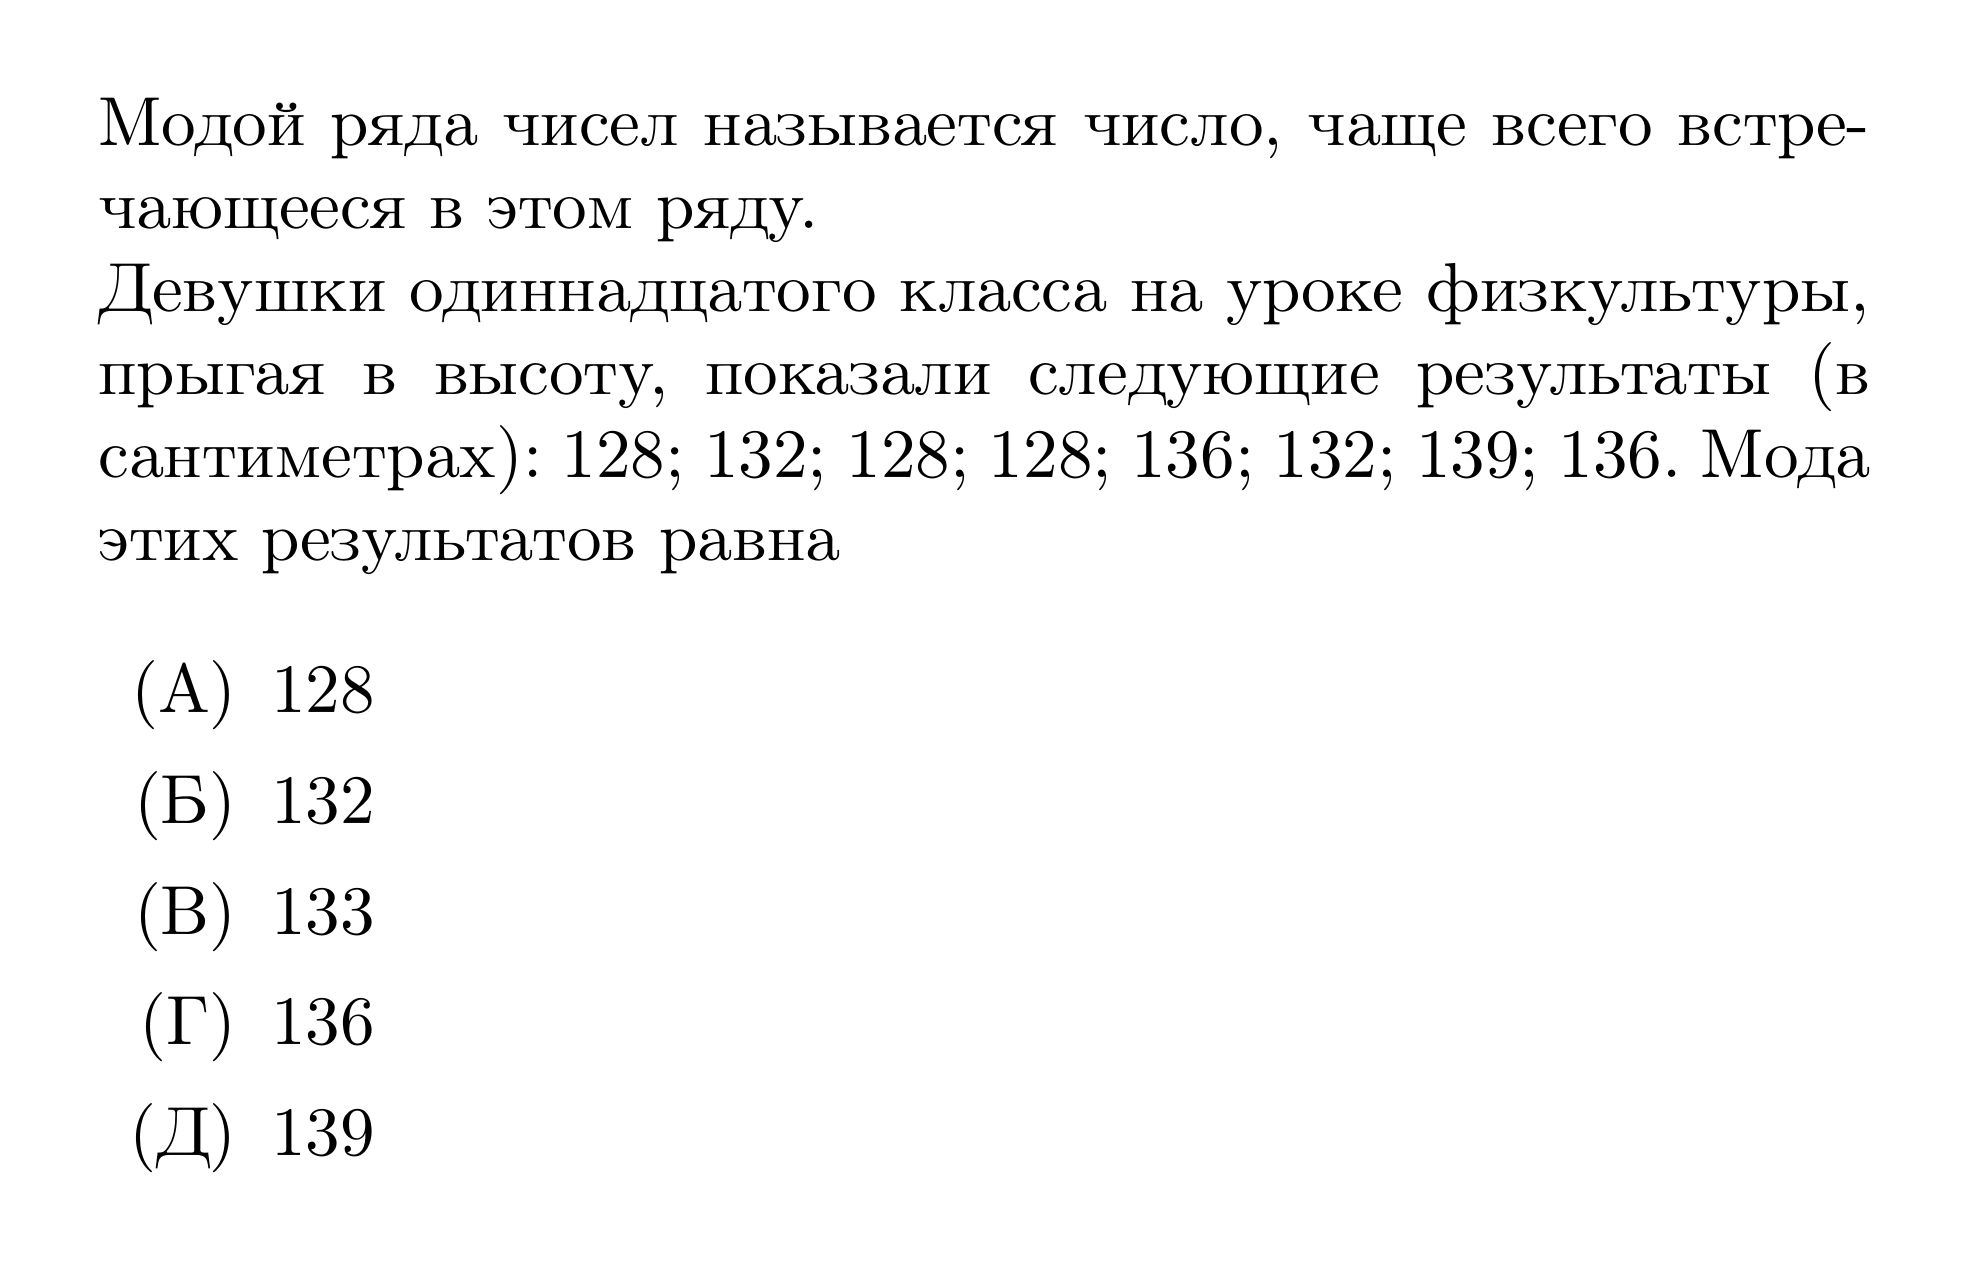 Модой ряда чисел называется число, чаще всего встре-
чающееся в этом ряду.
Девушки одиннадцатого класса на уроке физкультуры,
прыгая в высоту, показали следующие результаты (в
сантиметрах): 128; 132; 128; 128; 136; 132; 139; 136. Мода
этих результатов равна
(А) 128
(Б) 132
(В) 133
(Г) 136
(Д) 139